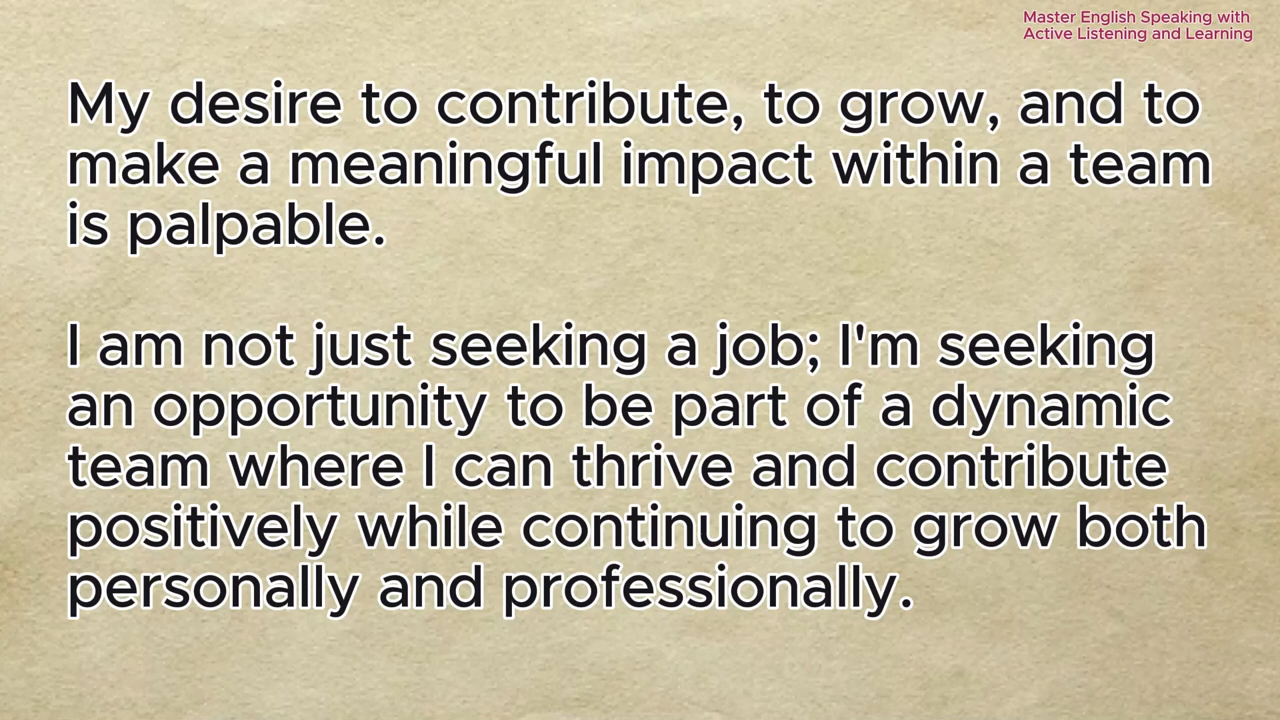 Master English Speaking with
Active Listening and Learning
My desire to contribute, to grow, and to
make a meaningful impact within a team
is palpable.
I am not just seeking a job; I'm seeking
an opportunity to be part of a dynamic
team where I can thrive and contribute
positively while continuing to grow both
personally and professionally.